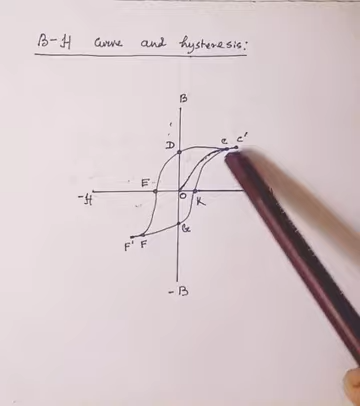 B-H curve and hysteresis:
B
D
C C'
E
-H
O
K
G
F' F
-B